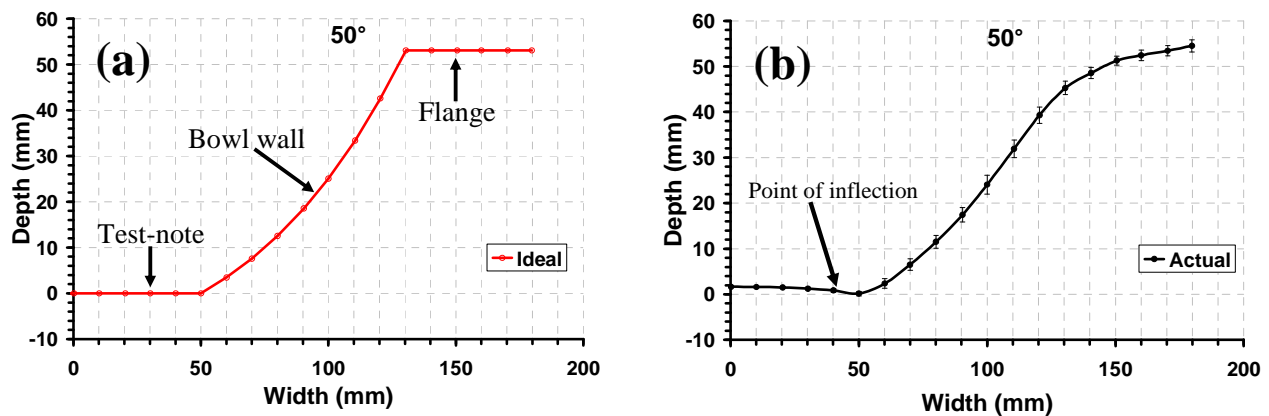 (a)
50°
60
50
40
30
20
10
0
-10
Depth (mm)
Flange
Bowl wall
Test-note
Ideal
0 50 100 150 200
Width (mm)
(b)
50°
60
50
40
30
20
10
0
-10
Depth (mm)
Point of inflection
Actual
0 50 100 150 200
Width (mm)